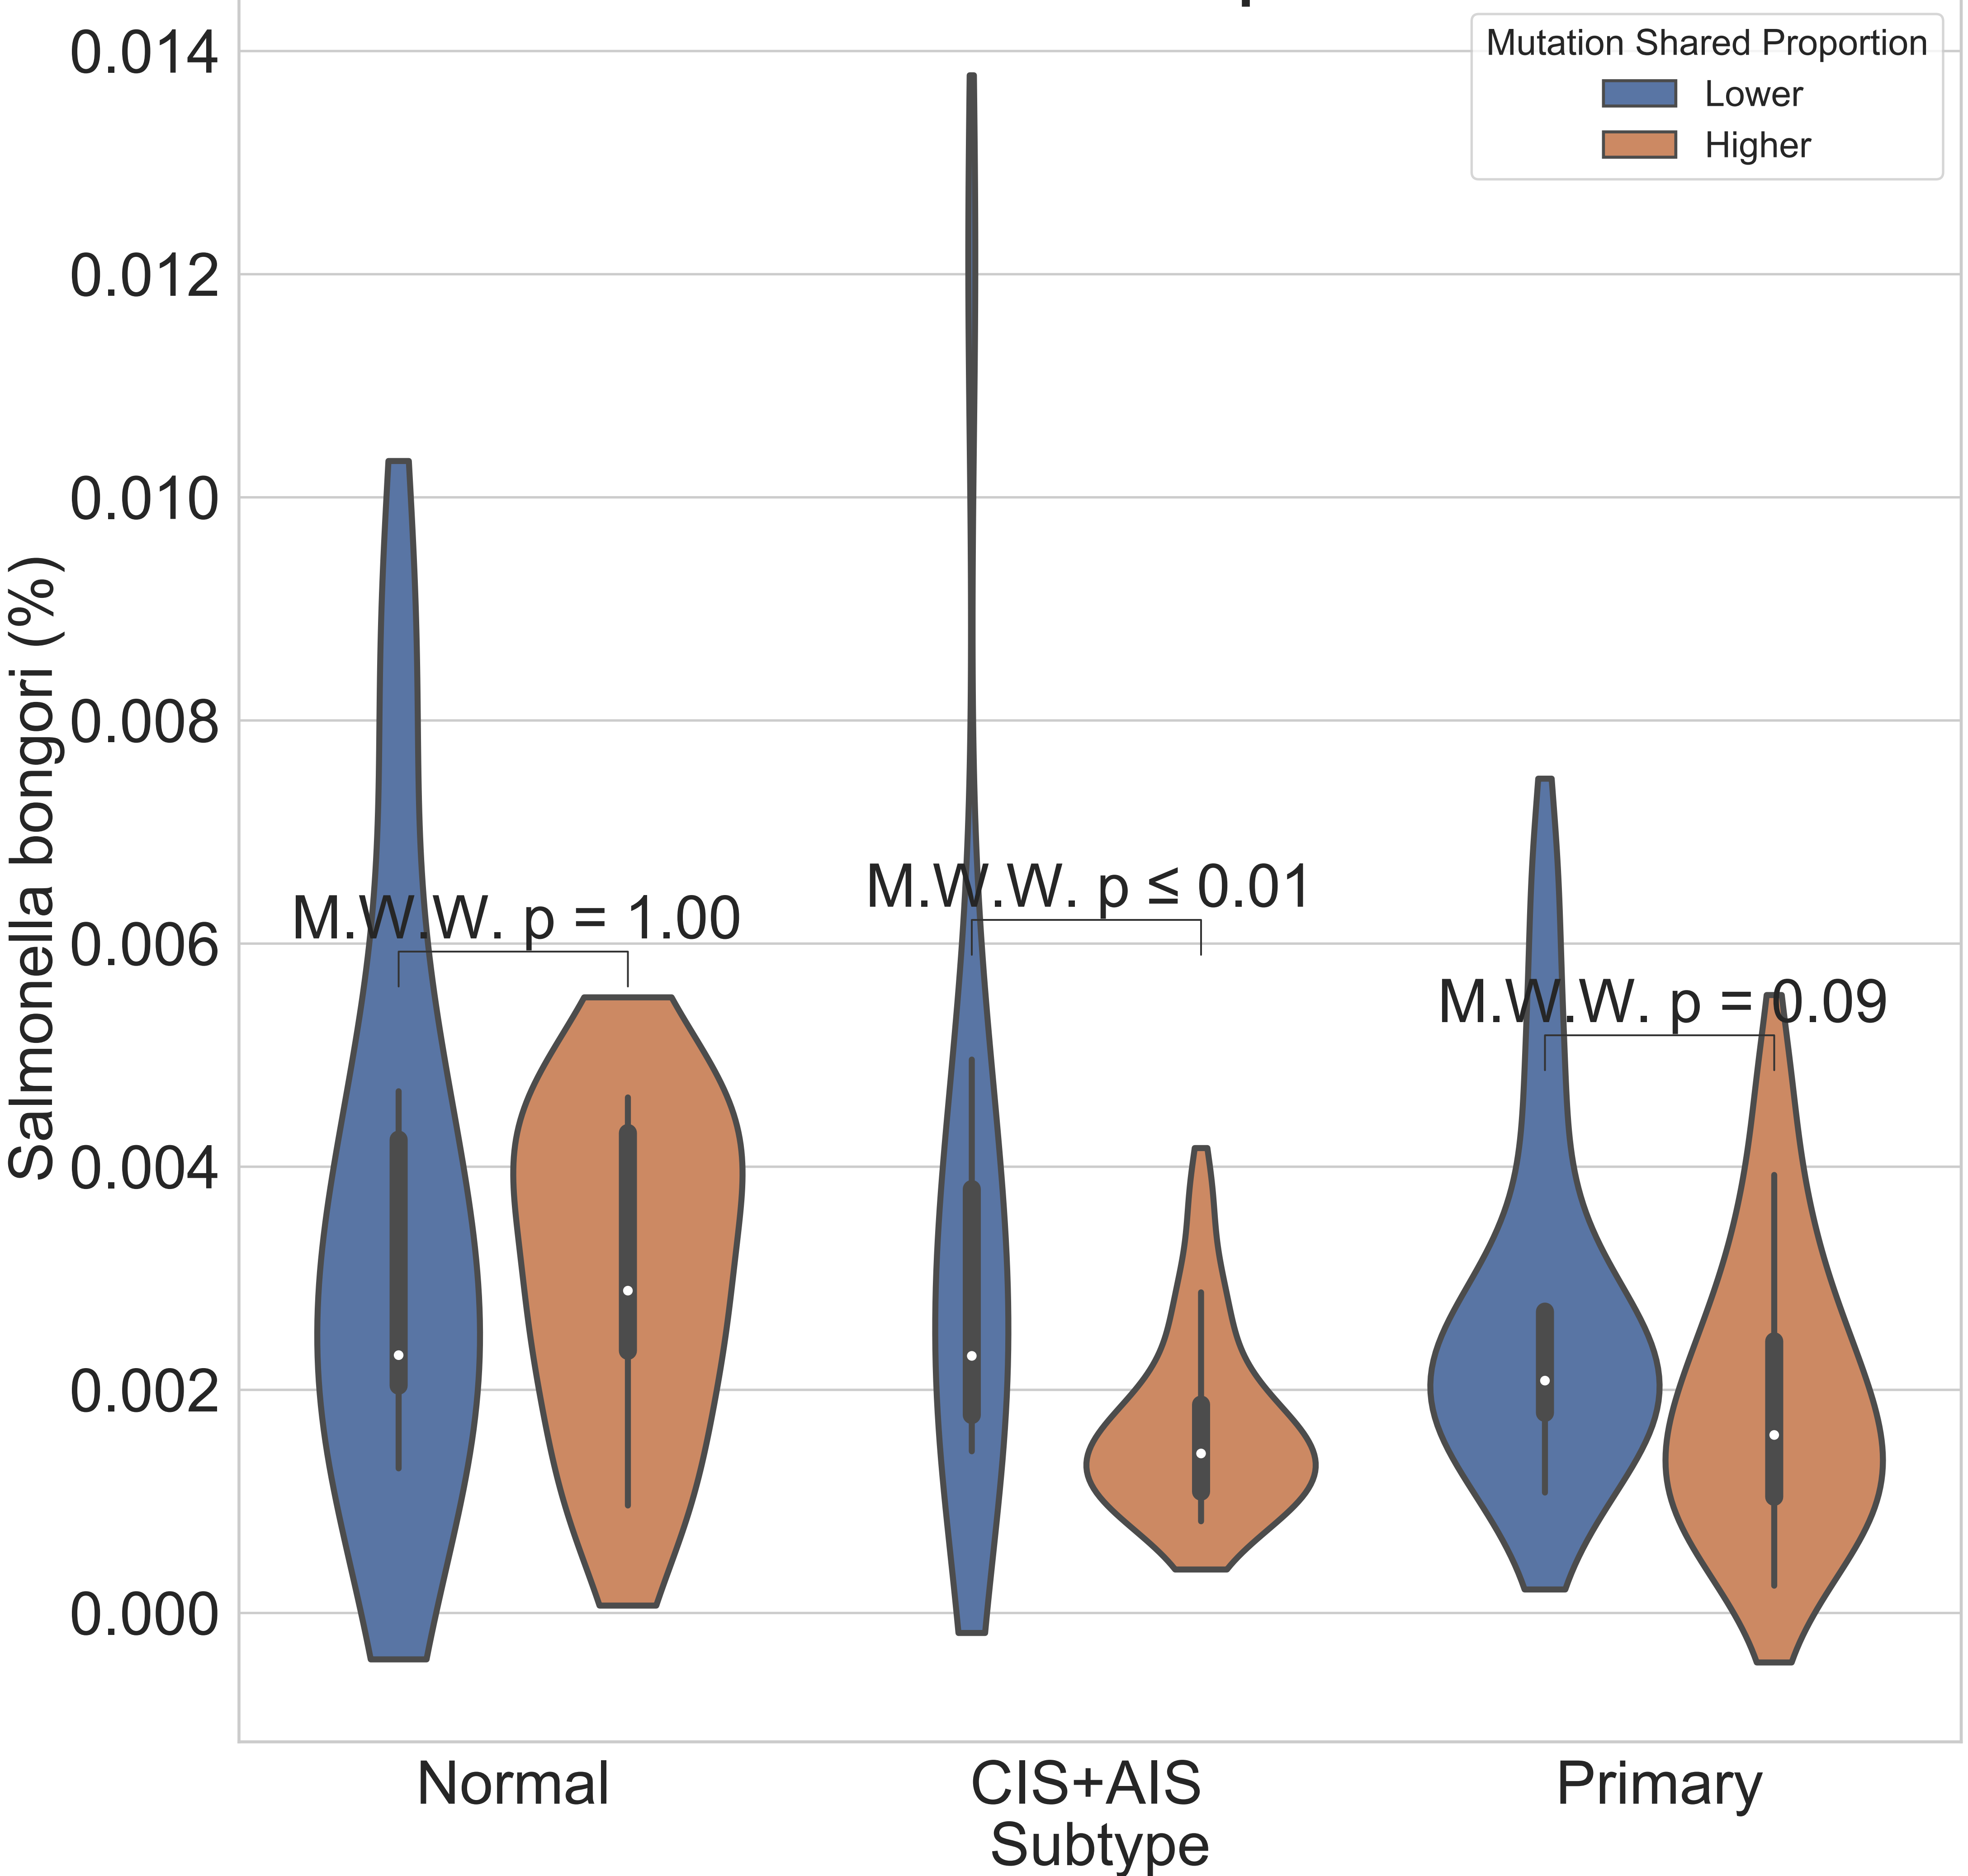 Mutation Shared Proportion
Lower
Higher
0.014
0.012
0.010
0.008
0.006
0.004
0.002
0.000
Salmonella bongori (%)
M.W.W. p = 1.00
M.W.W. p ≤ 0.01
M.W.W. p = 0.09
Normal
CIS+AIS
Primary
Subtype